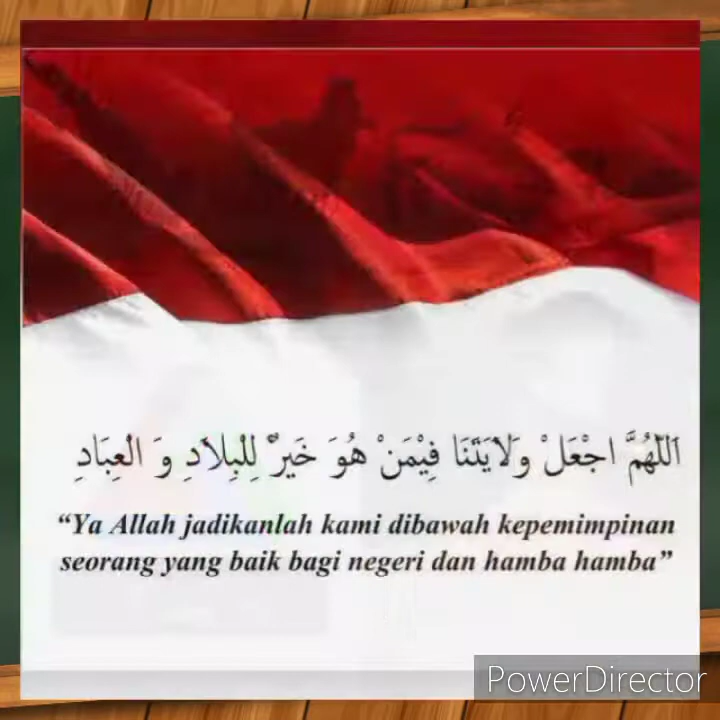 اَللّٰهُمَّ اجْعَلْ وَلَايَتَنَا فِيْمَنْ هُوَ خَيرٌ لِلْبِلَادِ وَ الْعِبَادِ
“Ya Allah jadikanlah kami dibawah kepemimpinan
seorang yang baik bagi negeri dan hamba hamba”
PowerDirector